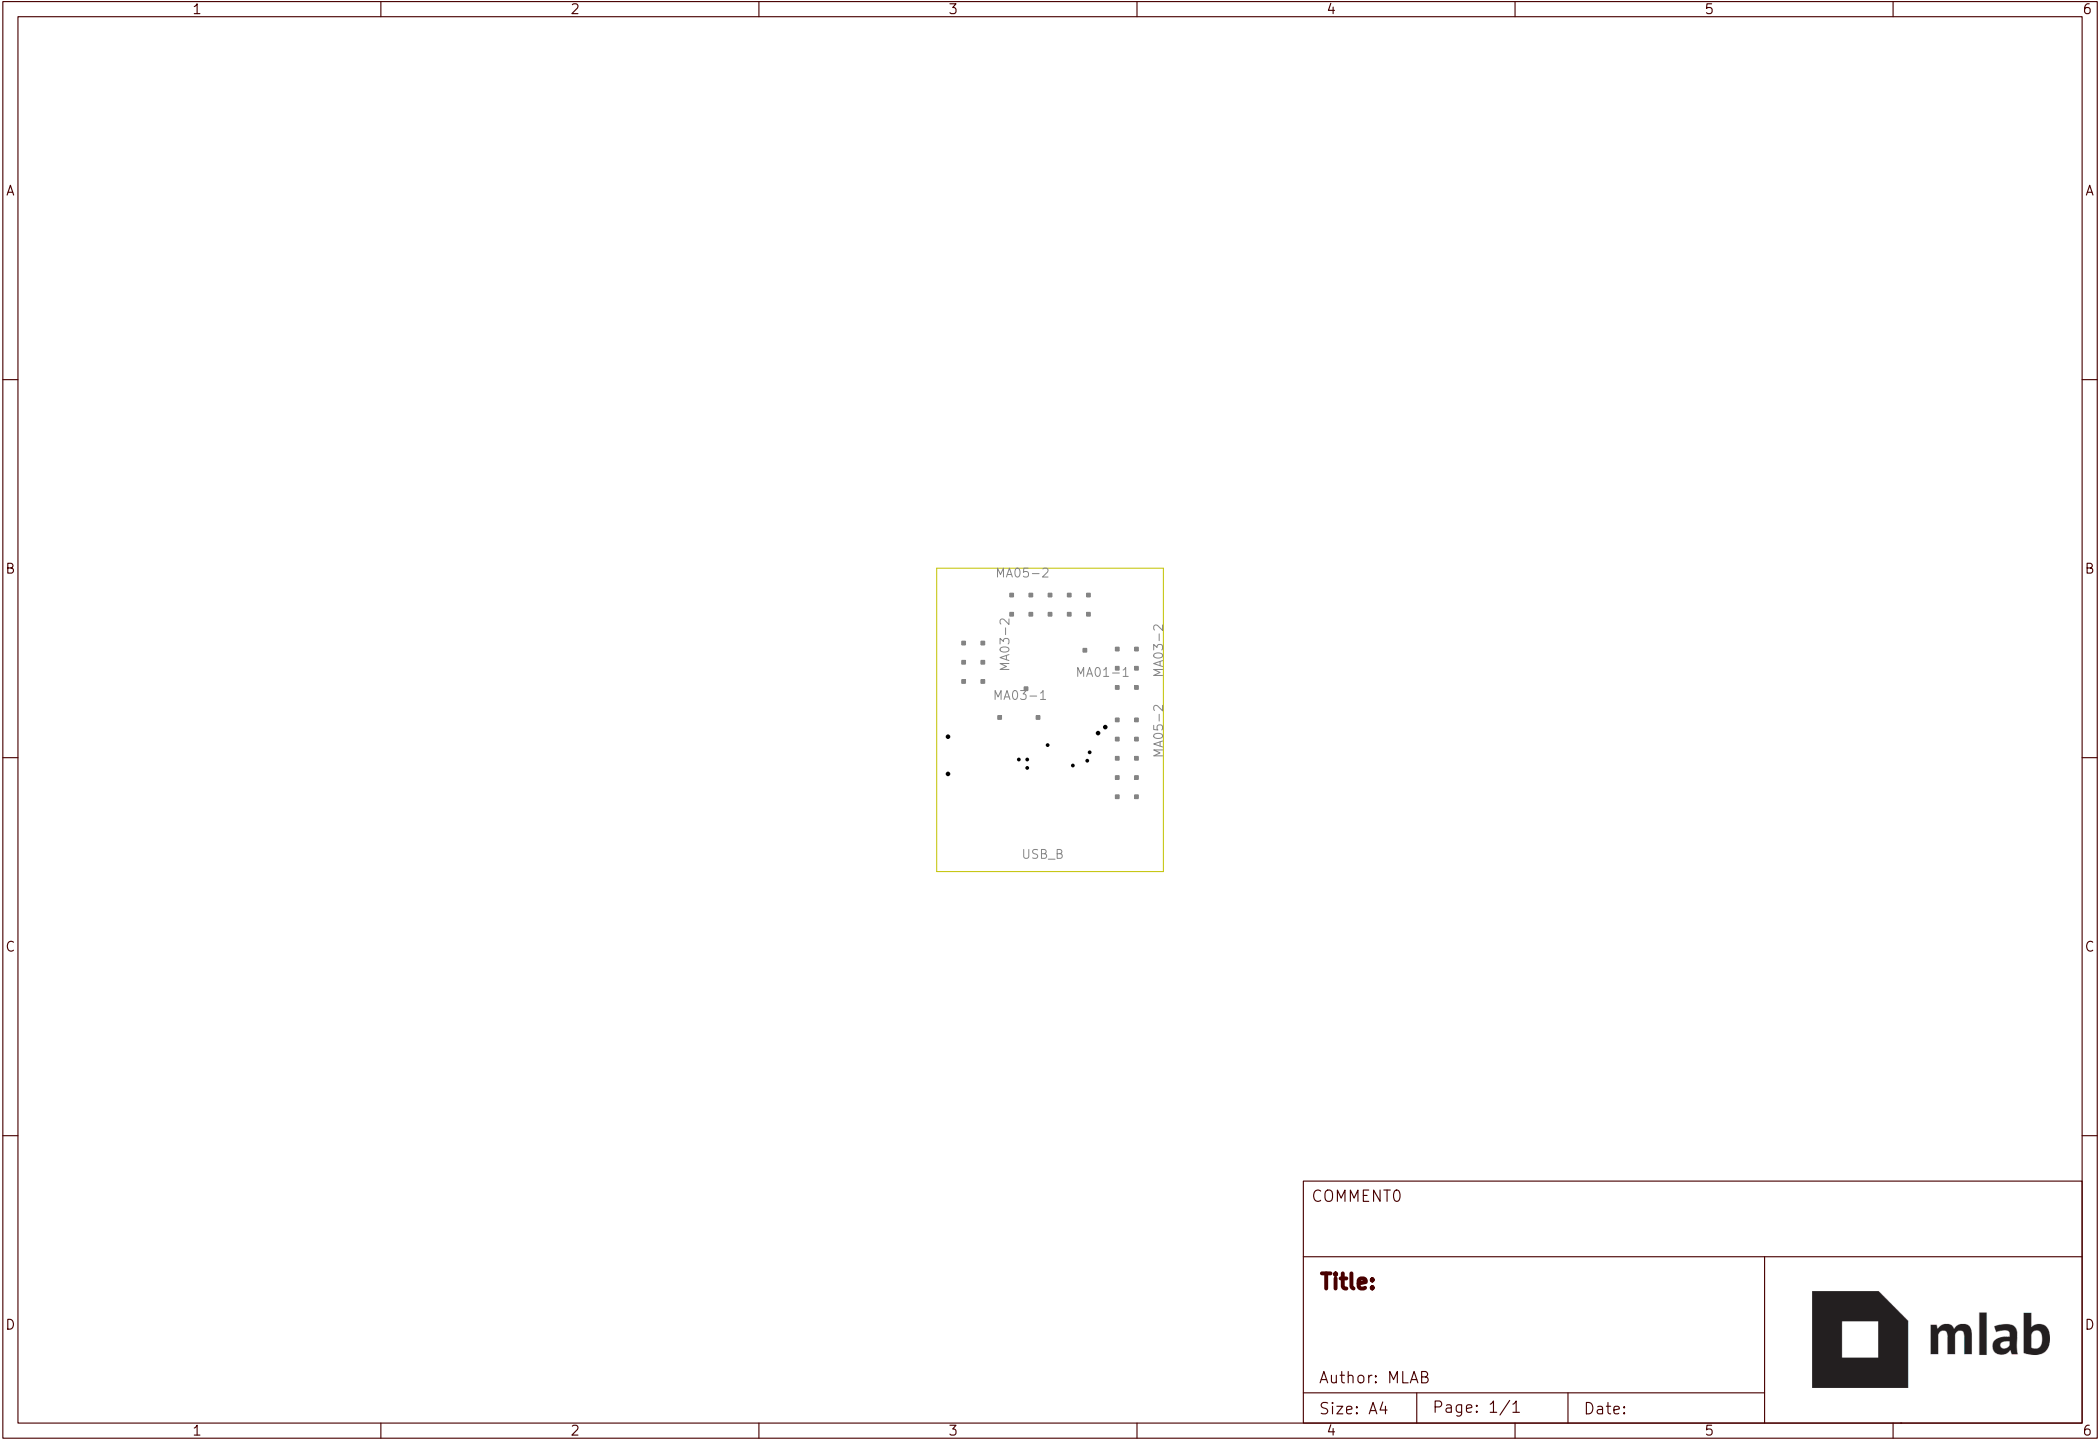 1 2 3 4 5 6
A A
MA05-2
B B
MA03-2
MA03-2
MA01-1
MA03-1
MA05-2
USB_B
C C
COMMENT0
Title:
D D
mlab
Author: MLAB
Size: A4 Page: 1/1 Date:
1 2 3 4 5 6